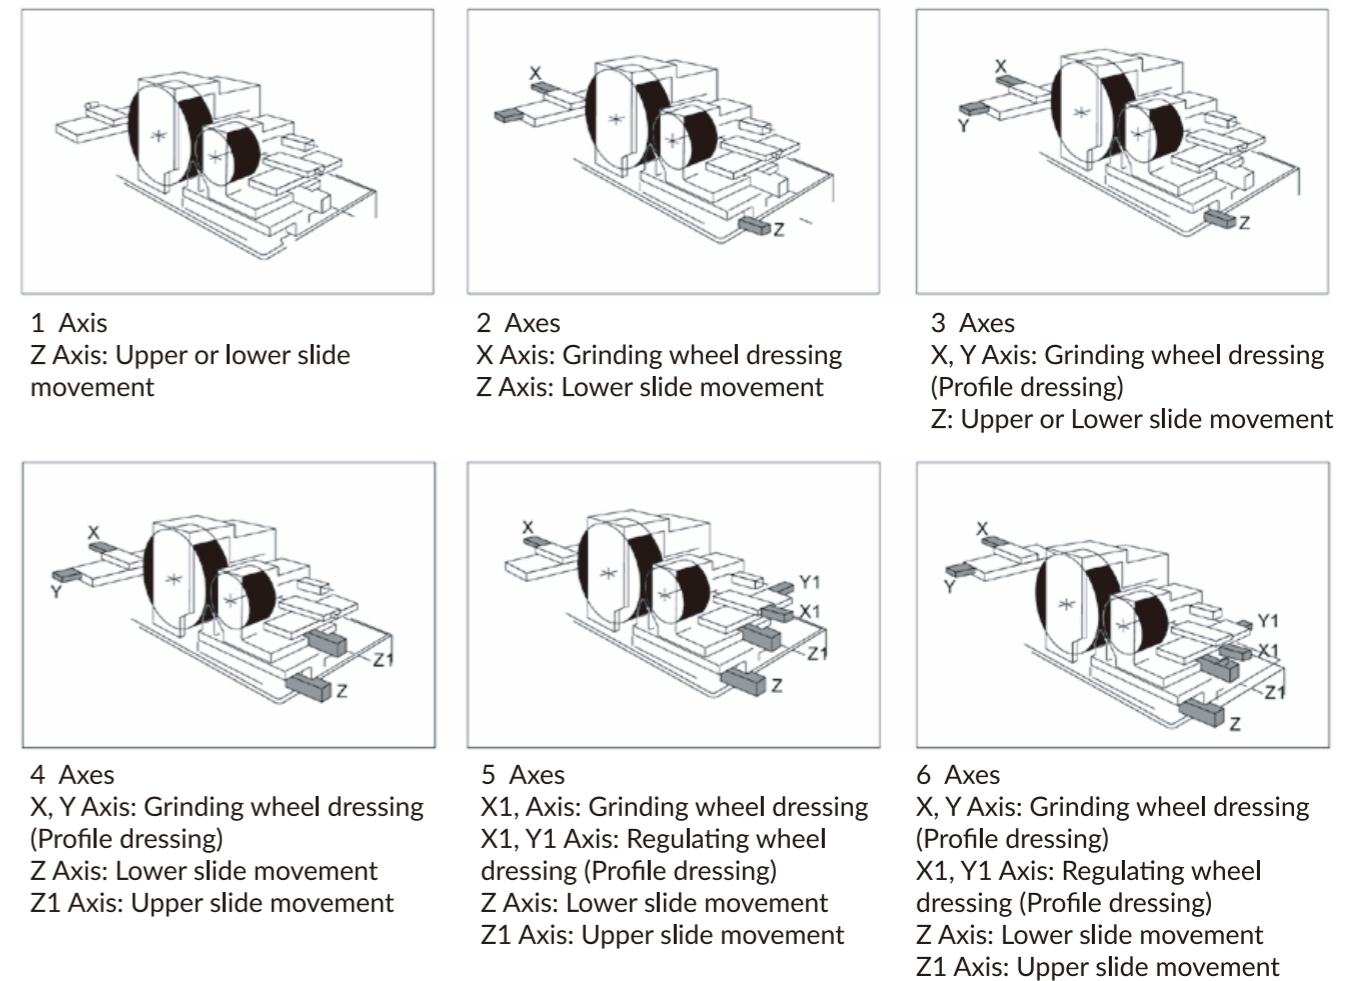 X
Z
X
Y
Z
1 Axis
Z Axis: Upper or lower slide
movement
2 Axes
X Axis: Grinding wheel dressing
Z Axis: Lower slide movement
3 Axes
X, Y Axis: Grinding wheel dressing
(Profile dressing)
Z: Upper or Lower slide movement
X
Y
Z1
Z
X
Y1
X1
Z1
Z
X
Y
Y1
X1
Z1
Z
4 Axes
X, Y Axis: Grinding wheel dressing
(Profile dressing)
Z Axis: Lower slide movement
Z1 Axis: Upper slide movement
5 Axes
X1, Axis: Grinding wheel dressing
X1, Y1 Axis: Regulating wheel
dressing (Profile dressing)
Z Axis: Lower slide movement
Z1 Axis: Upper slide movement
6 Axes
X, Y Axis: Grinding wheel dressing
(Profile dressing)
X1, Y1 Axis: Regulating wheel
dressing (Profile dressing)
Z Axis: Lower slide movement
Z1 Axis: Upper slide movement